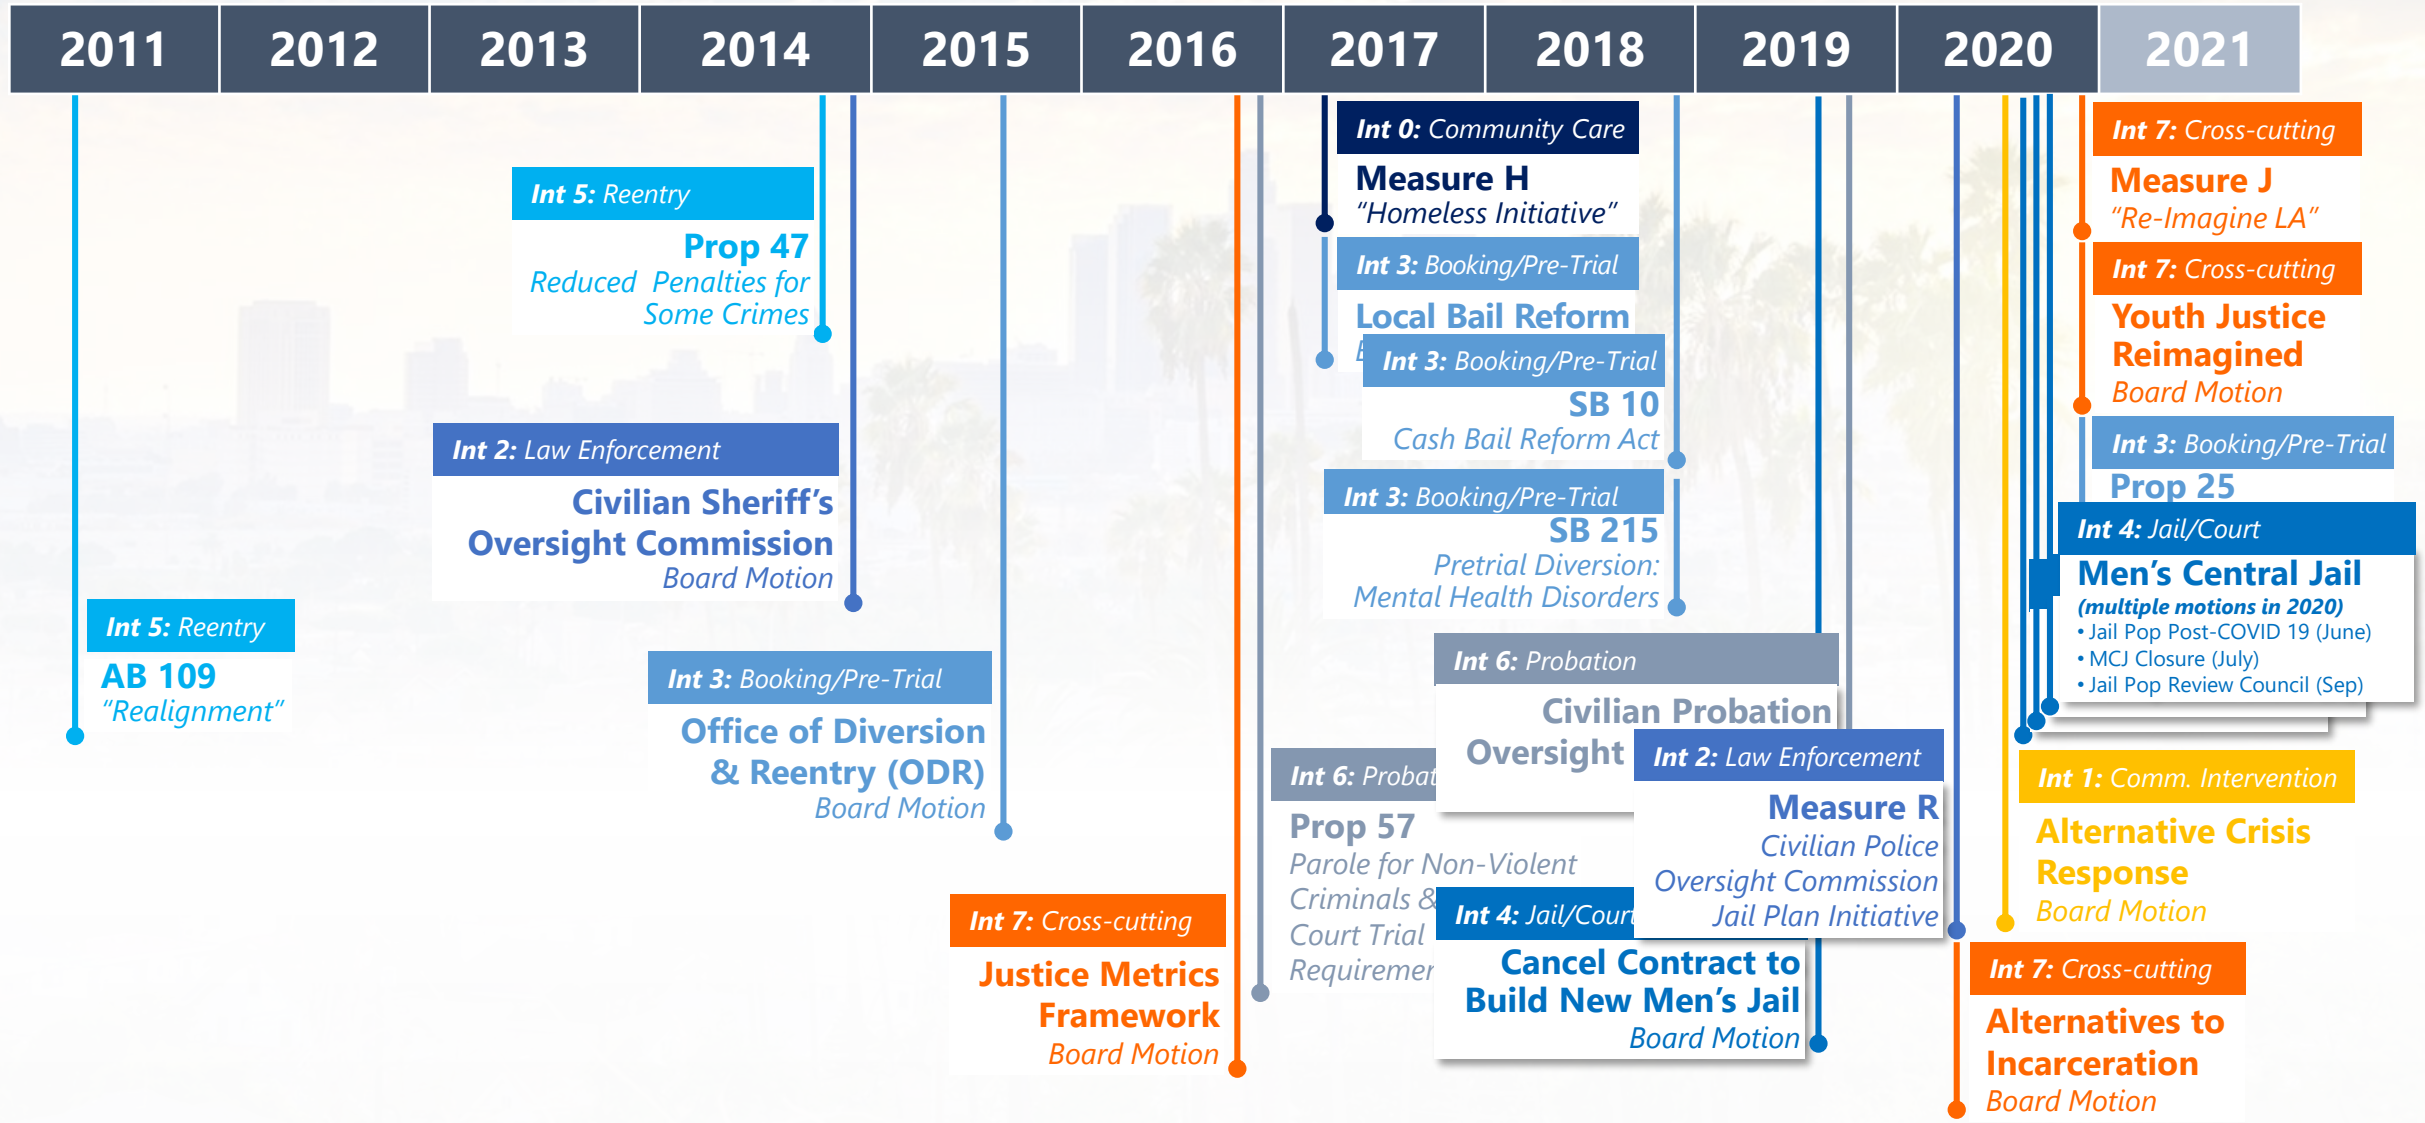 2011 2012 2013 2014 2015 2016 2017 2018 2019 2020 2021
Int 5: Reentry
AB 109
“Realignment”
Int 5: Reentry
Prop 47
Reduced Penalties for
Some Crimes
Int 2: Law Enforcement
Civilian Sheriff’s
Oversight Commission
Board Motion
Int 3: Booking/Pre-Trial
Office of Diversion
& Reentry (ODR)
Board Motion
Int 7: Cross-cutting
Justice Metrics
Framework
Board Motion
Int 6:
Prop 57
Parole for Non-Violent
Criminals &
Court Trial
Int 0: Community Care
Measure H
“Homeless Initiative”
Int 3: Booking/Pre-Trial
Local Bail Reform
Int 3: Booking/Pre-Trial
SB 10
Cash Bail Reform Act
Int 3: Booking/Pre-Trial
SB 215
Pretrial Diversion:
Mental Health Disorders
Int 6: Probation
Civilian Probation
Oversight
Int 4: Jail/Court
Cancel Contract to
Build New Men’s Jail
Board Motion
Int 2: Law Enforcement
Measure R
Civilian Police
Oversight Commission
Jail Plan Initiative
Int 7: Cross-cutting
Measure J
“Re-Imagine LA”
Int 7: Cross-cutting
Youth Justice
Reimagined
Board Motion
Int 3: Booking/Pre-Trial
Prop 25
Int 4: Jail/Court
Men’s Central Jail
(multiple motions in 2020)
• Jail Pop Post-COVID 19 (June)
• MCJ Closure (July)
• Jail Pop Review Council (Sep)
Int 1: Comm. Intervention
Alternative Crisis
Response
Board Motion
Int 7: Cross-cutting
Alternatives to
Incarceration
Board Motion